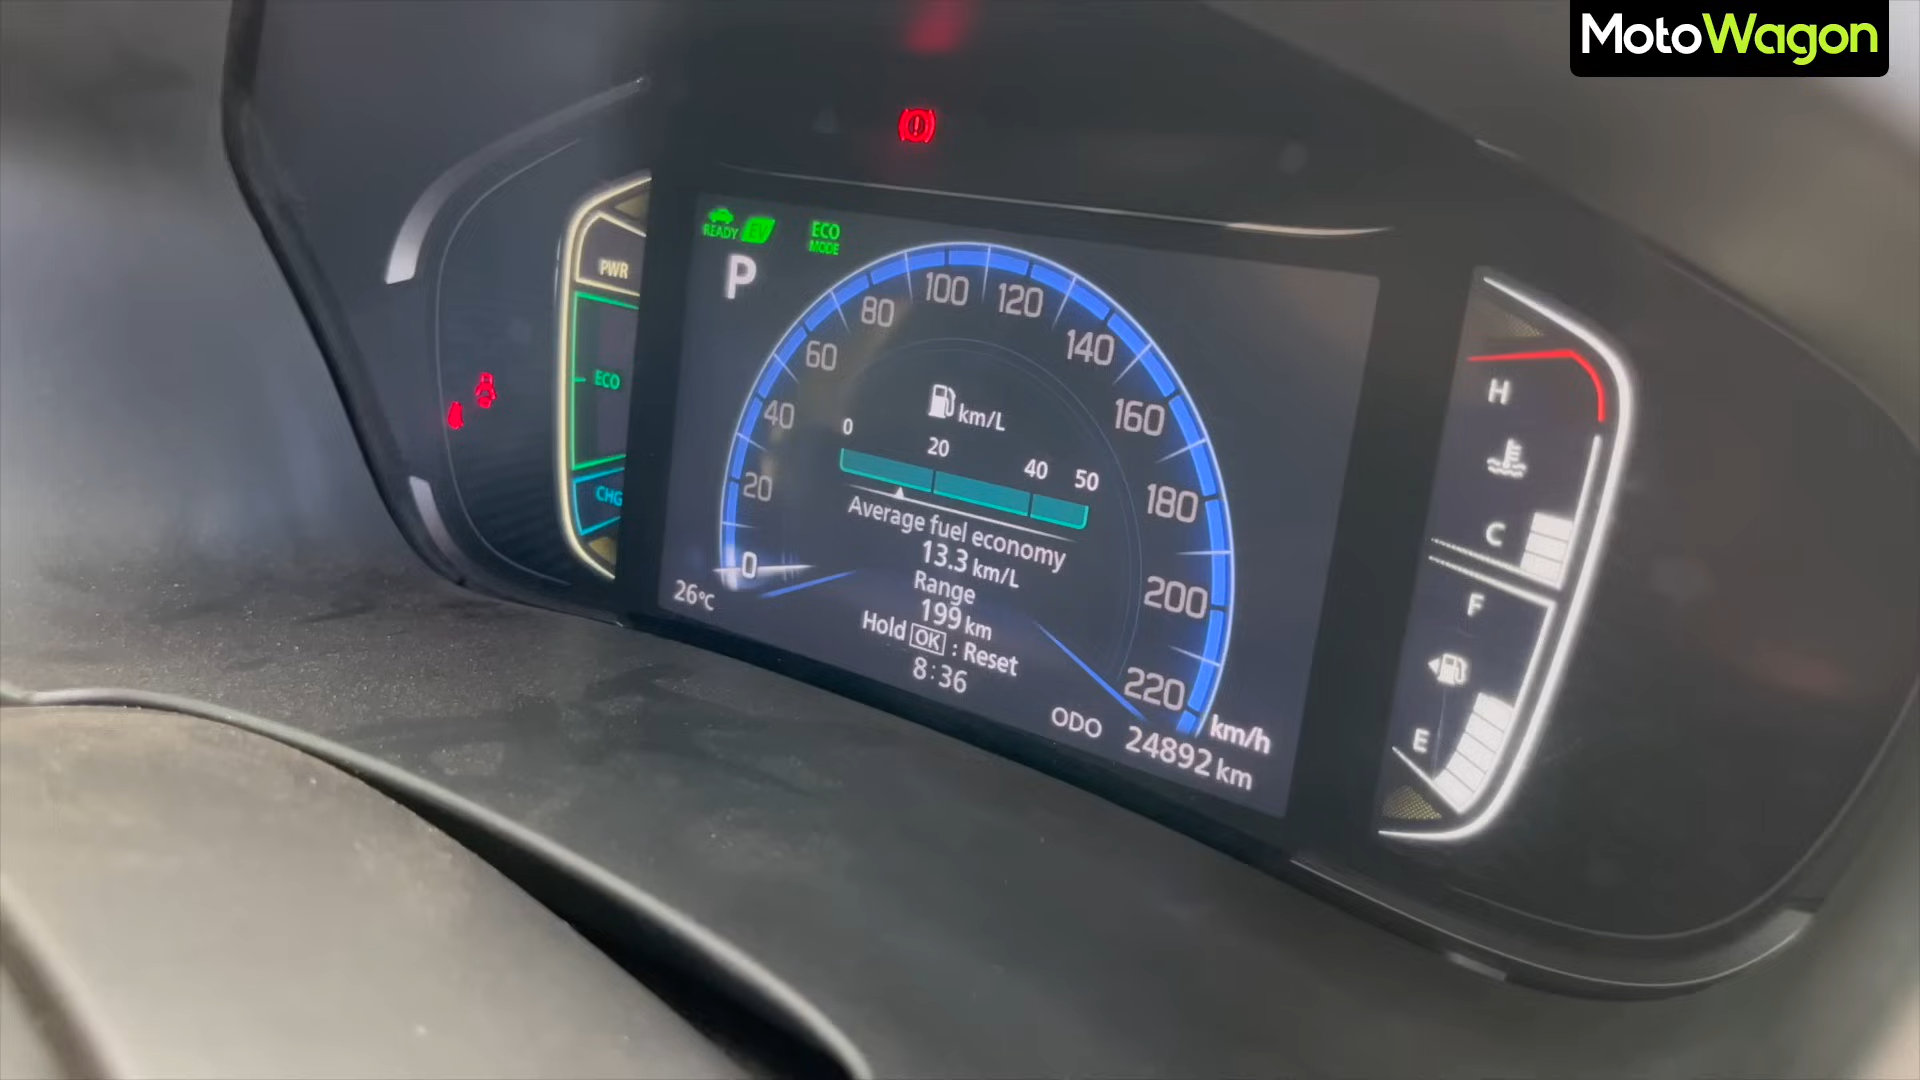 MotoWagon
READY EV
ECO
MODE
P
PWR
ECO
CHG
0
20
40
60
80
100
120
140
160
180
200
220
km/h
km/L
0 20 40 50
Average fuel economy
13.3 km/L
Range
199 km
Hold OK : Reset
8:36
26°C
ODO 24892 km
H
C
F
E